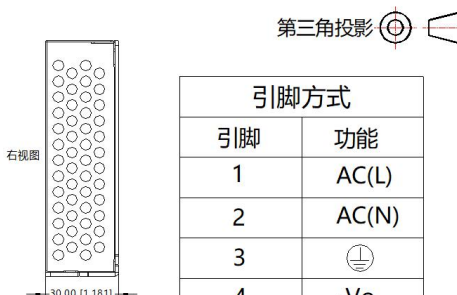 第三角投影
引脚方式
引脚 功能
1 AC(L)
2 AC(N)
3
右视图
30.00 [1.181]